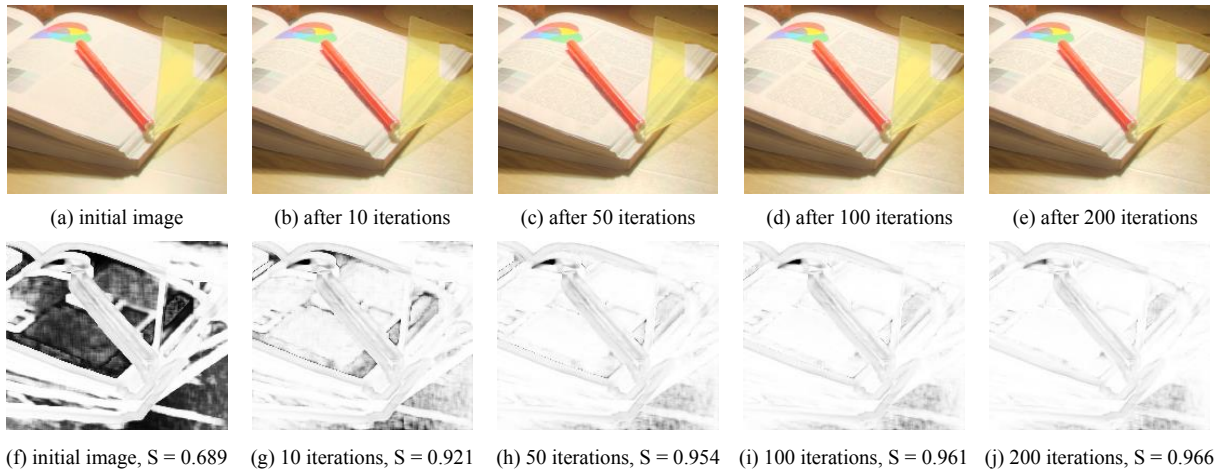 (a) initial image
(b) after 10 iterations
(c) after 50 iterations
(d) after 100 iterations
(e) after 200 iterations
(f) initial image, S = 0.689
(g) 10 iterations, S = 0.921
(h) 50 iterations, S = 0.954
(i) 100 iterations, S = 0.961
(j) 200 iterations, S = 0.966